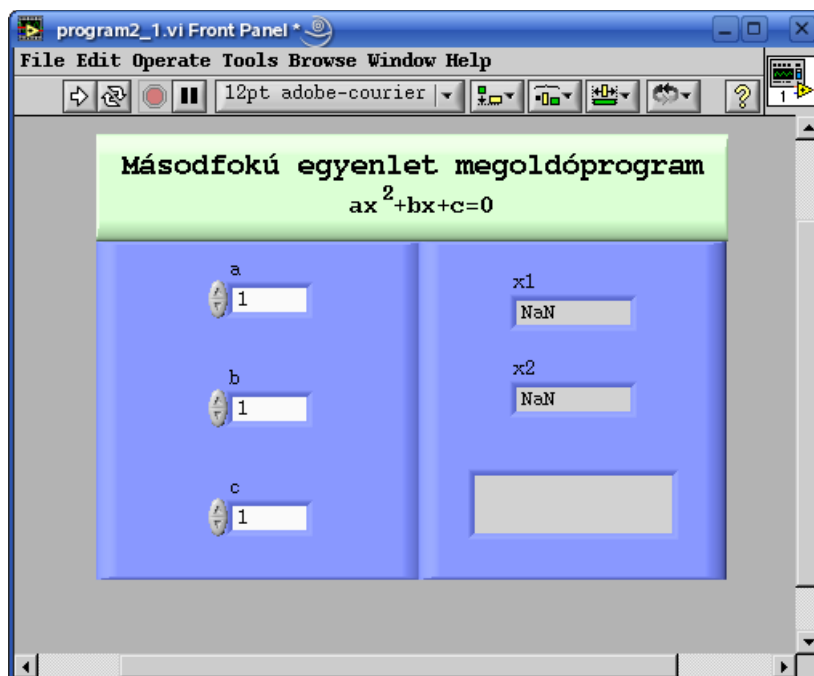 program2_1.vi Front Panel *
File Edit Operate Tools Browse Window Help
12pt adobe-courier
?
1
Másodfokú egyenlet megoldóprogram
ax²+bx+c=0
a
1
b
1
c
1
x1
NaN
x2
NaN